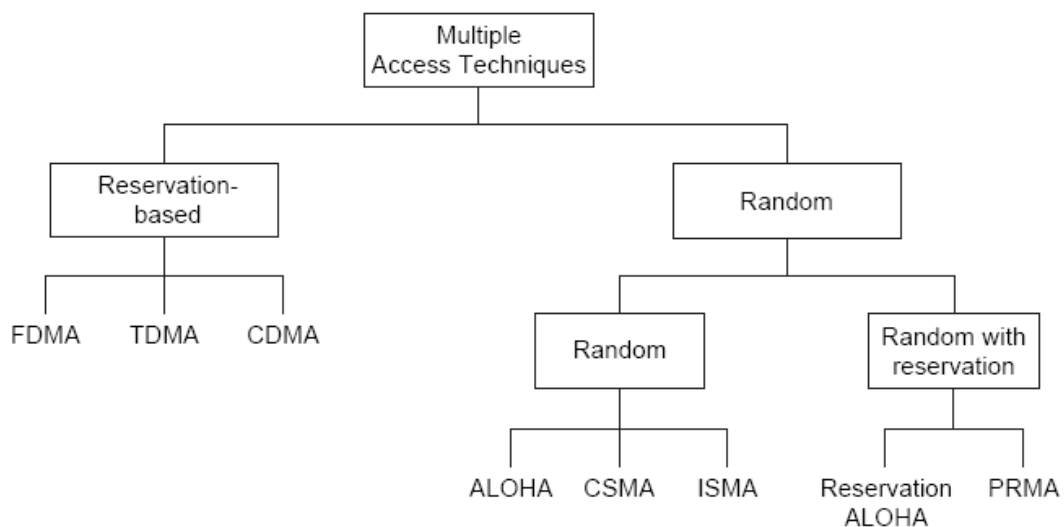 Multiple
Access Techniques
Reservation-
based
Random
FDMA
TDMA
CDMA
Random
Random with
reservation
ALOHA
CSMA
ISMA
Reservation
ALOHA
PRMA